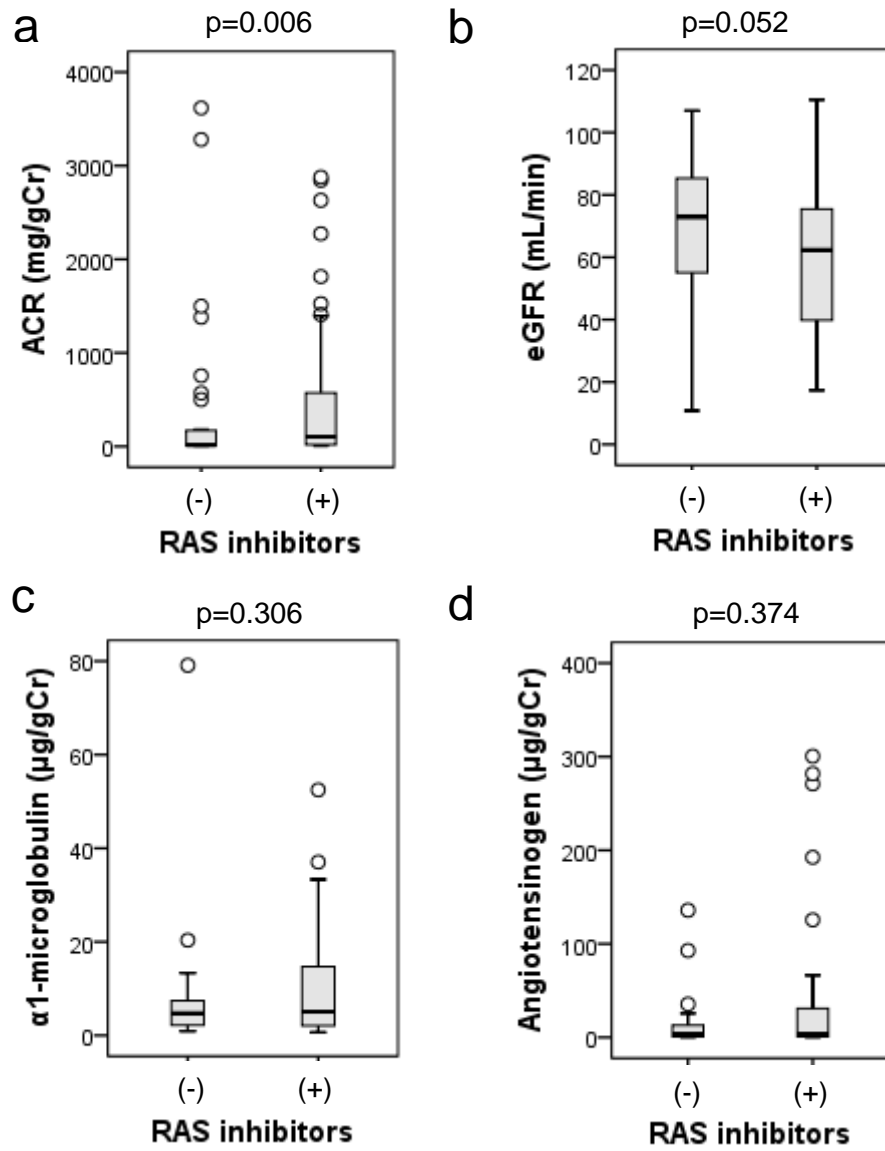 a
p=0.006
ACR (mg/gCr)
4000
3000
2000
1000
0
(-)
(+)
RAS inhibitors
b
p=0.052
eGFR (mL/min)
120
100
80
60
40
20
0
(-)
(+)
RAS inhibitors
c
p=0.306
α1-microglobulin (μg/gCr)
80
60
40
20
0
(-)
(+)
RAS inhibitors
d
p=0.374
Angiotensinogen (μg/gCr)
400
300
200
100
0
(-)
(+)
RAS inhibitors